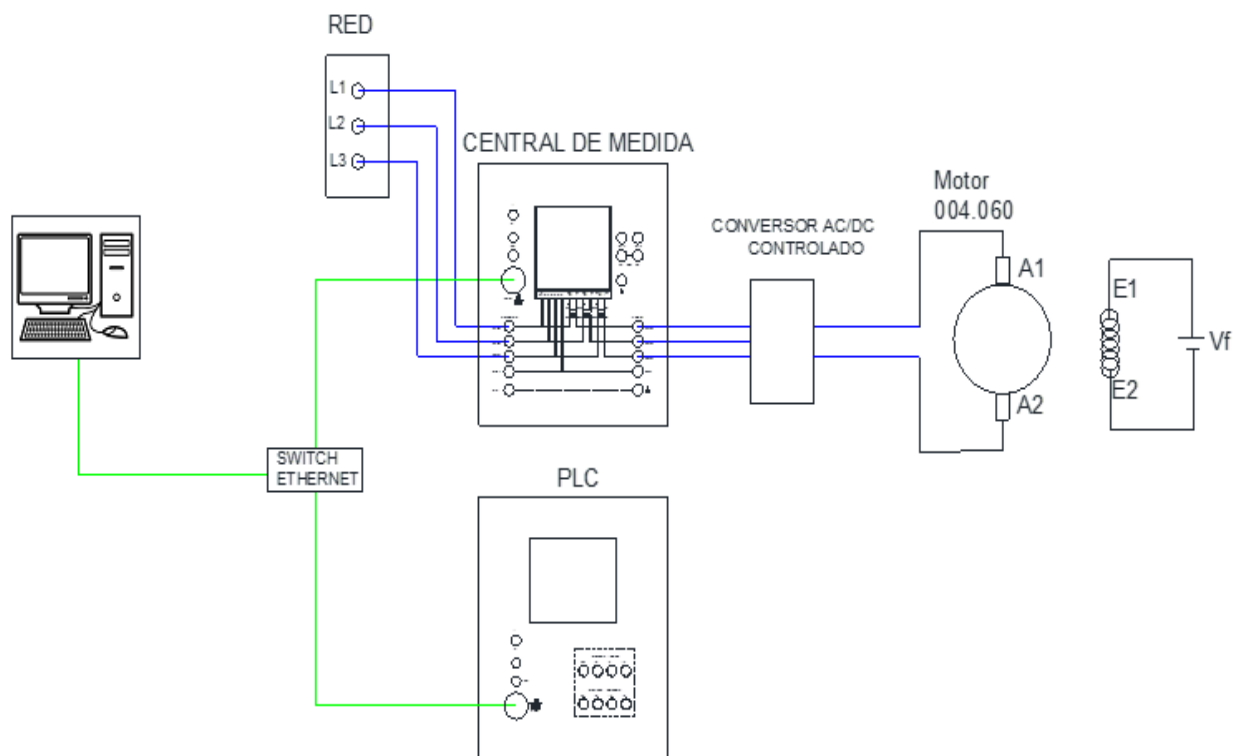 RED
L1
L2
L3
CENTRAL DE MEDIDA
CONVERSOR AC/DC
CONTROLADO
Motor
004.060
A1
A2
E1
E2
Vf
SWITCH
ETHERNET
PLC